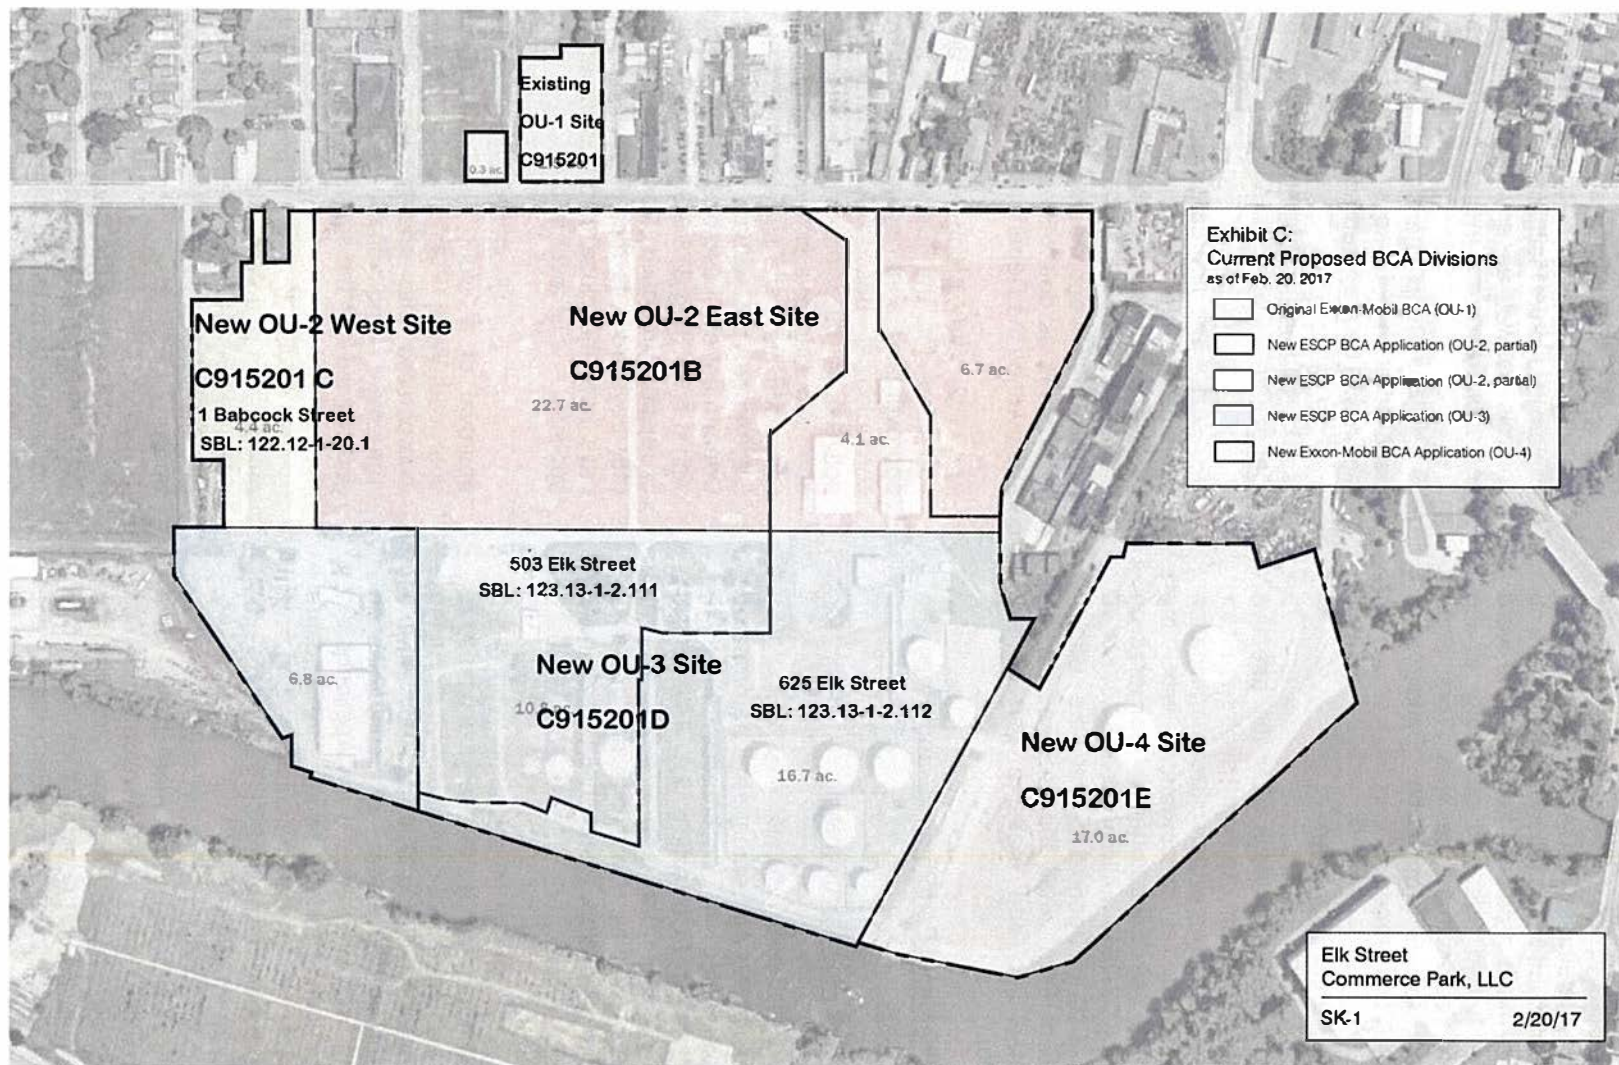 Existing
OU-1 Site
C915201
0.3 ac.
Exhibit C:
Current Proposed BCA Divisions
as of Feb. 20. 2017
Original Exxon-Mobil BCA (OU-1)
New ESCP BCA Application (OU-2, partial)
New ESCP BCA Application (OU-2, partial)
New ESCP BCA Application (OU-3)
New Exxon-Mobil BCA Application (OU-4)
New OU-2 West Site
C915201 C
1 Babcock Street
4.4 ac.
SBL: 122.12-1-20.1
New OU-2 East Site
C915201B
22.7 ac.
6.7 ac.
4.1 ac.
503 Elk Street
SBL: 123.13-1-2.111
New OU-3 Site
C915201D
6.8 ac.
625 Elk Street
SBL: 123.13-1-2.112
16.7 ac.
New OU-4 Site
C915201E
17.0 ac.
Elk Street
Commerce Park, LLC
SK-1 2/20/17